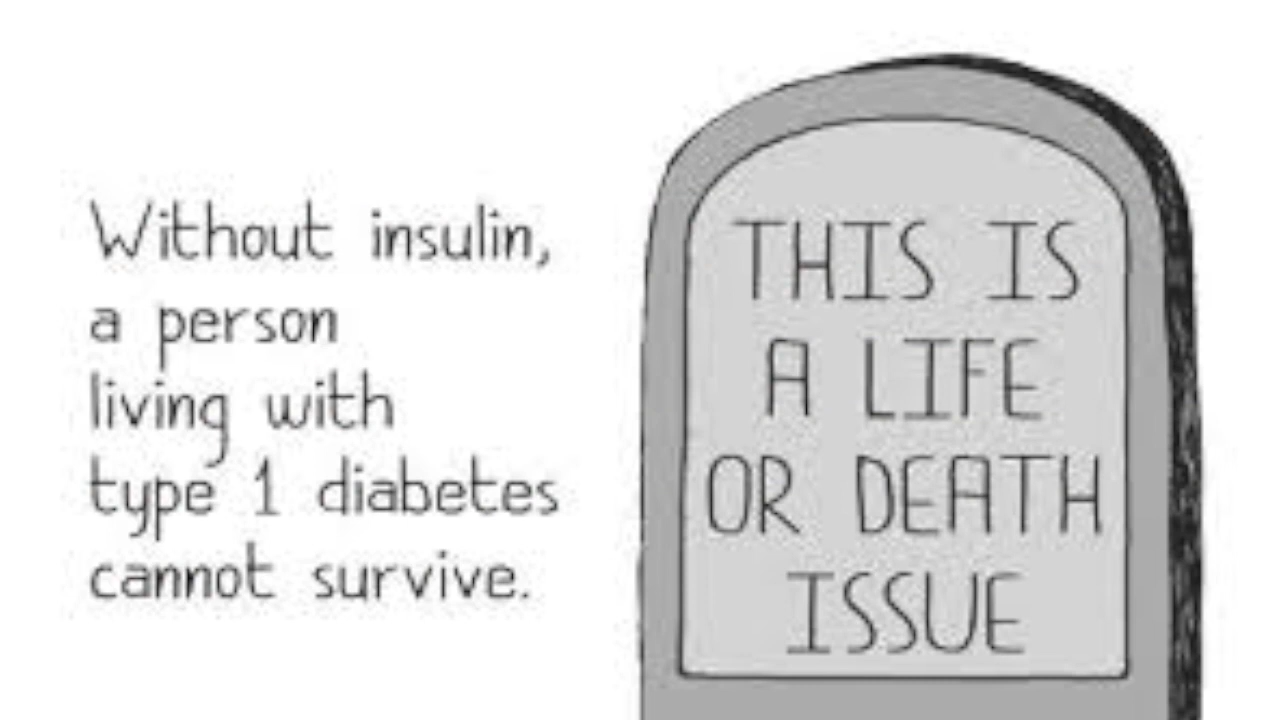 Without insulin,
a person
living with
type 1 diabetes
cannot survive.
THIS IS
A LIFE
OR DEATH
ISSUE